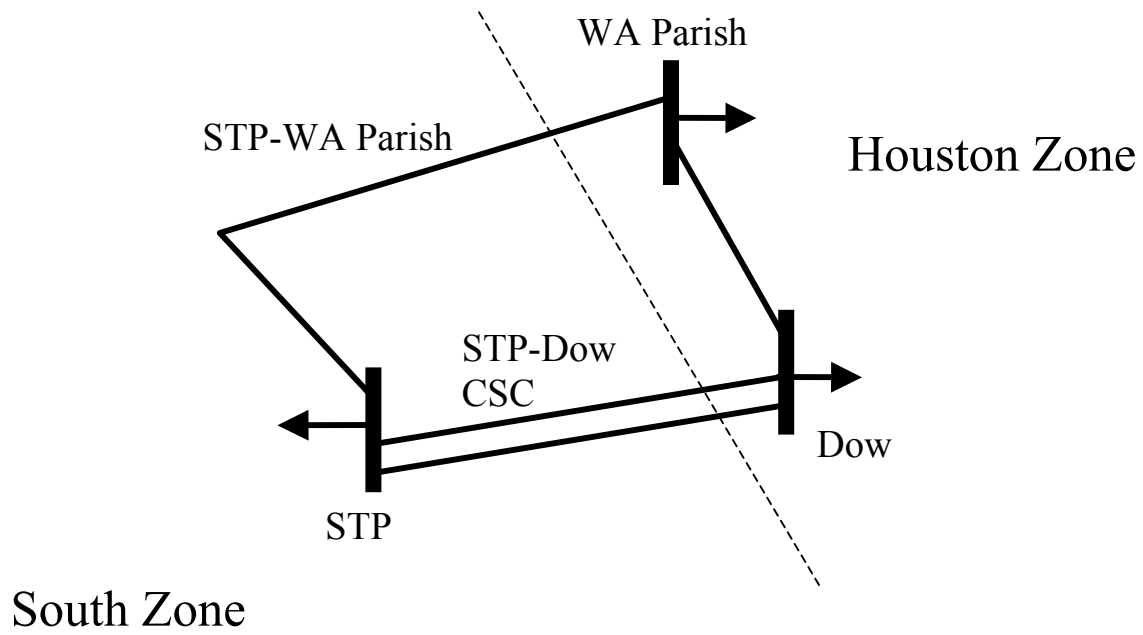 WA Parish
STP-WA Parish
Houston Zone
STP-Dow
CSC
Dow
STP
South Zone